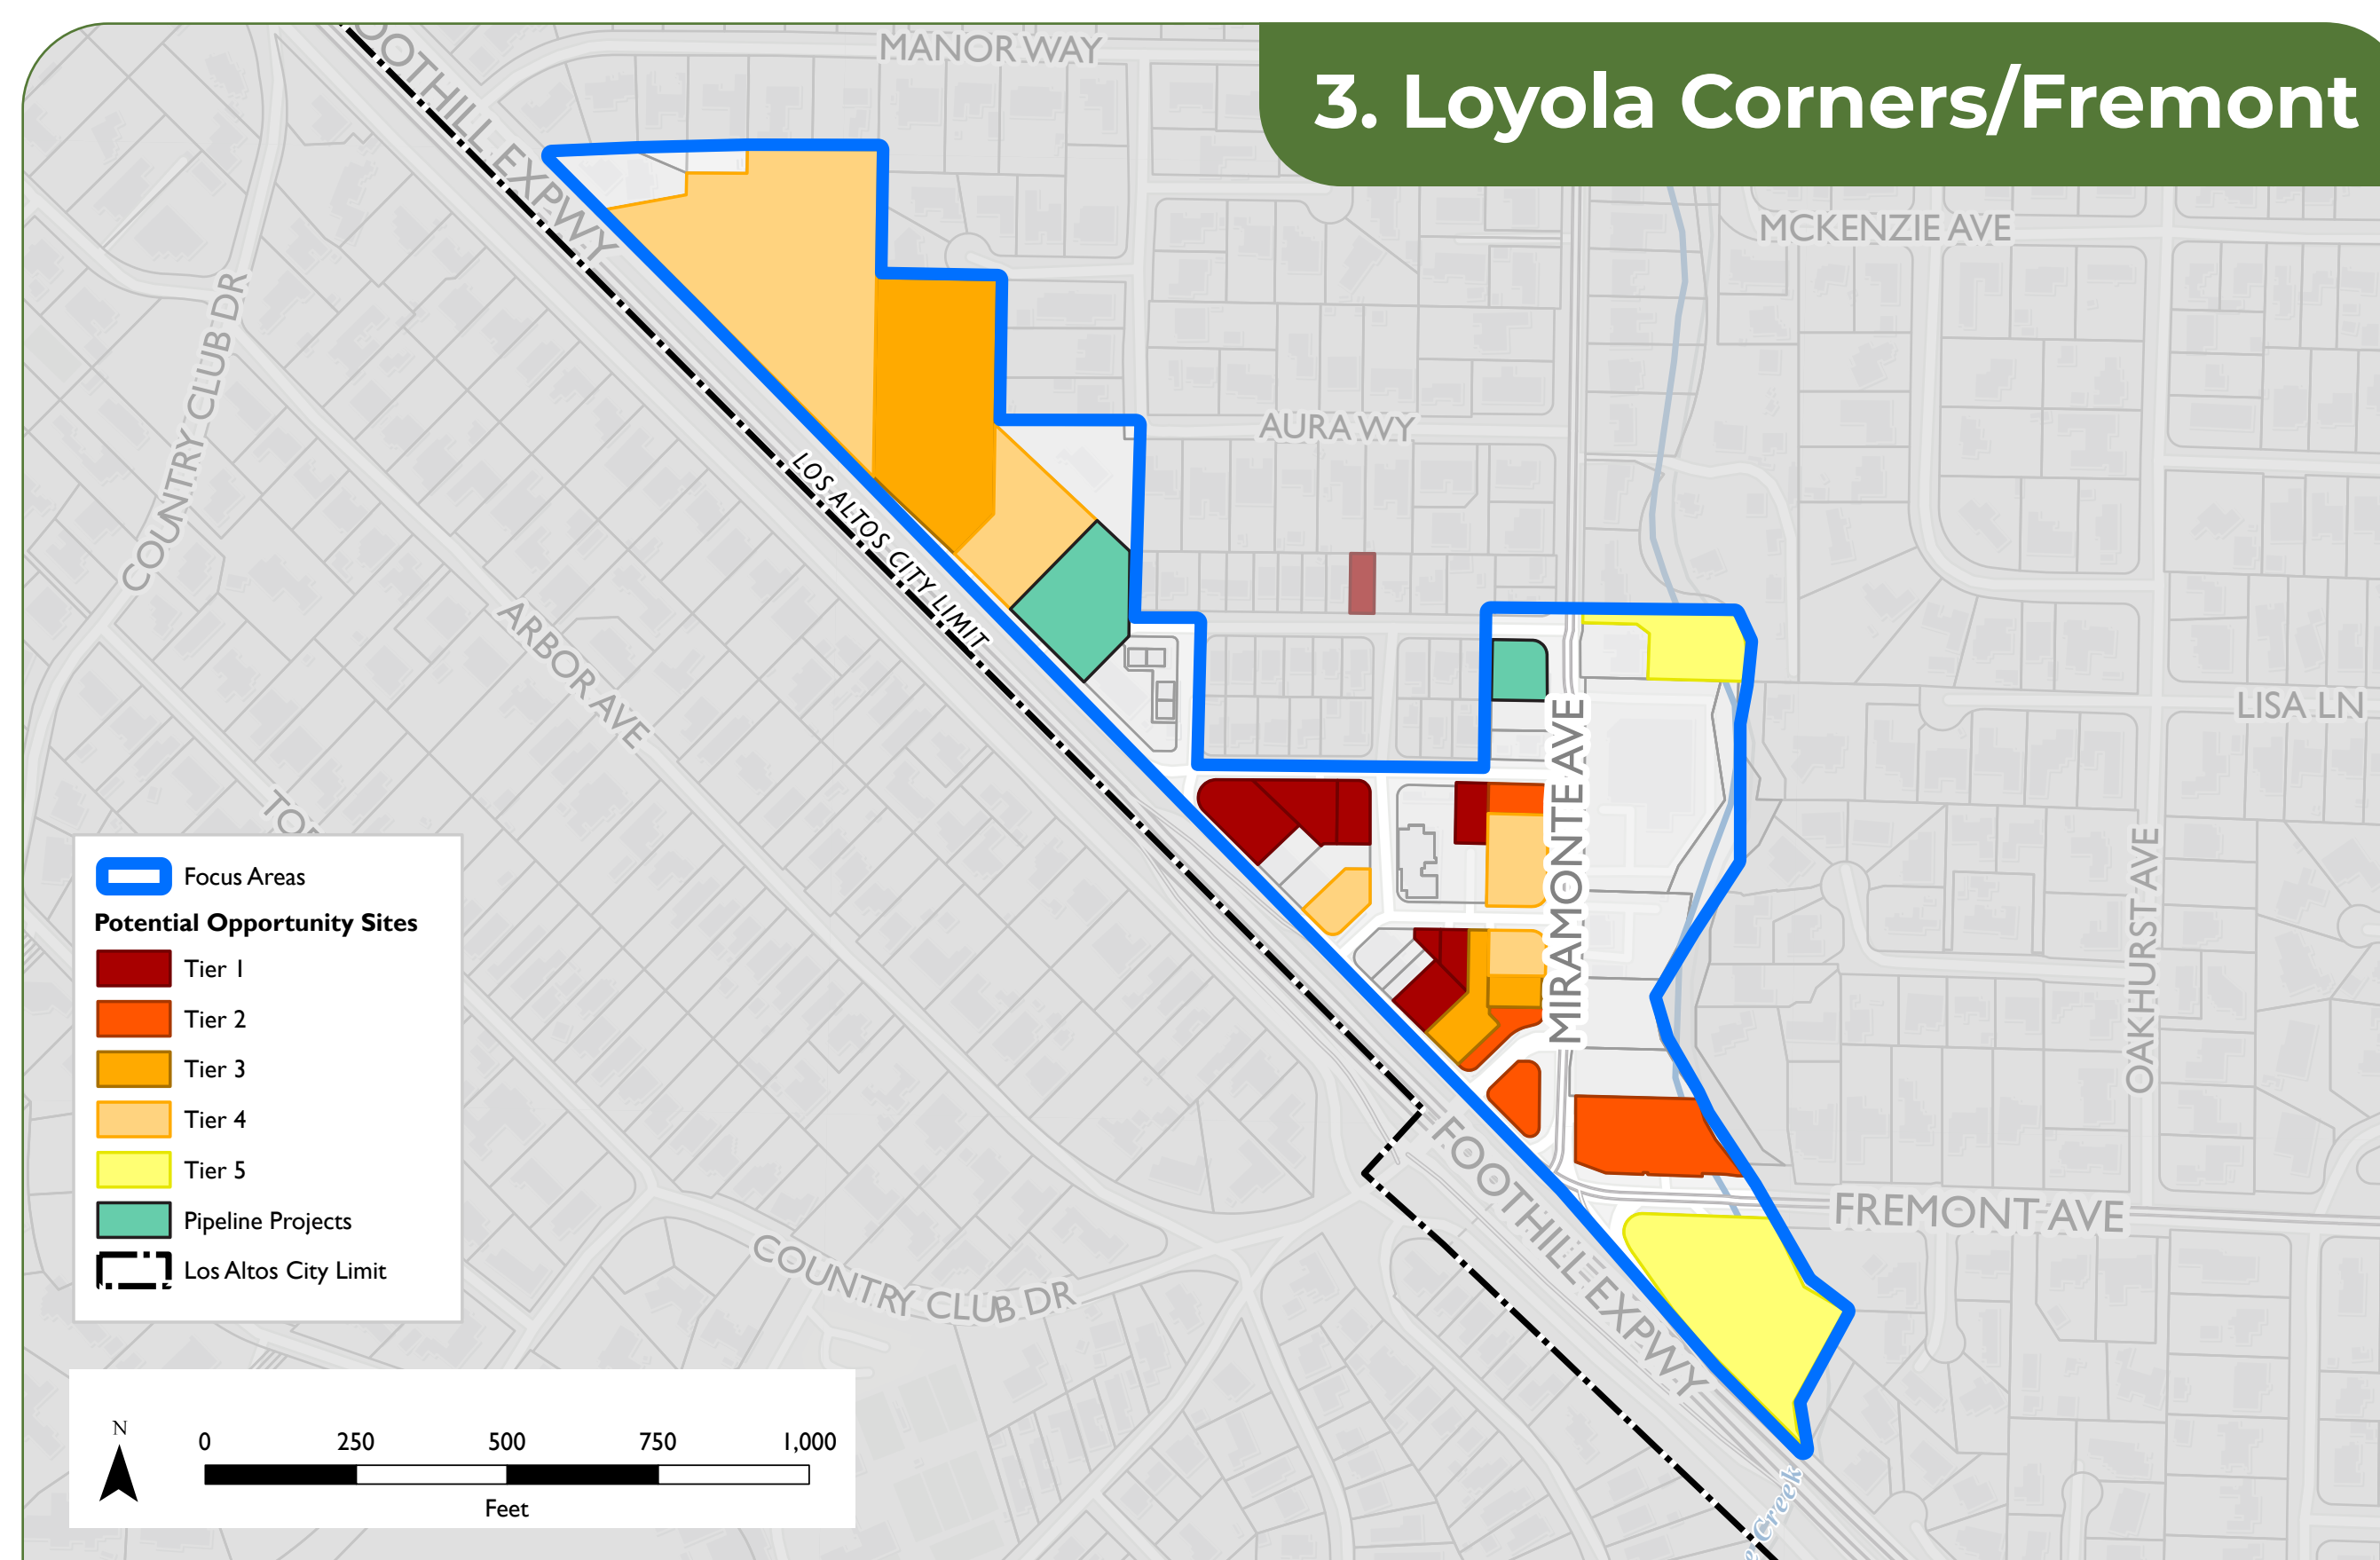 3. Loyola Corners/Fremont
MANOR WAY
FOOTHILL EXPWY
MCKENZIE AVE
COUNTRY CLUB DR
AURA WY
LOS ALTOS CITY LIMIT
ARBOR AVE
LISA LN
MIRAMONTE AVE
OAKHURST AVE
Focus Areas
Potential Opportunity Sites
Tier 1
Tier 2
Tier 3
Tier 4
Tier 5
Pipeline Projects
Los Altos City Limit
FREMONT AVE
FOOTHILL EXPWY
COUNTRY CLUB DR
N
0 250 500 750 1,000
Feet
Creek